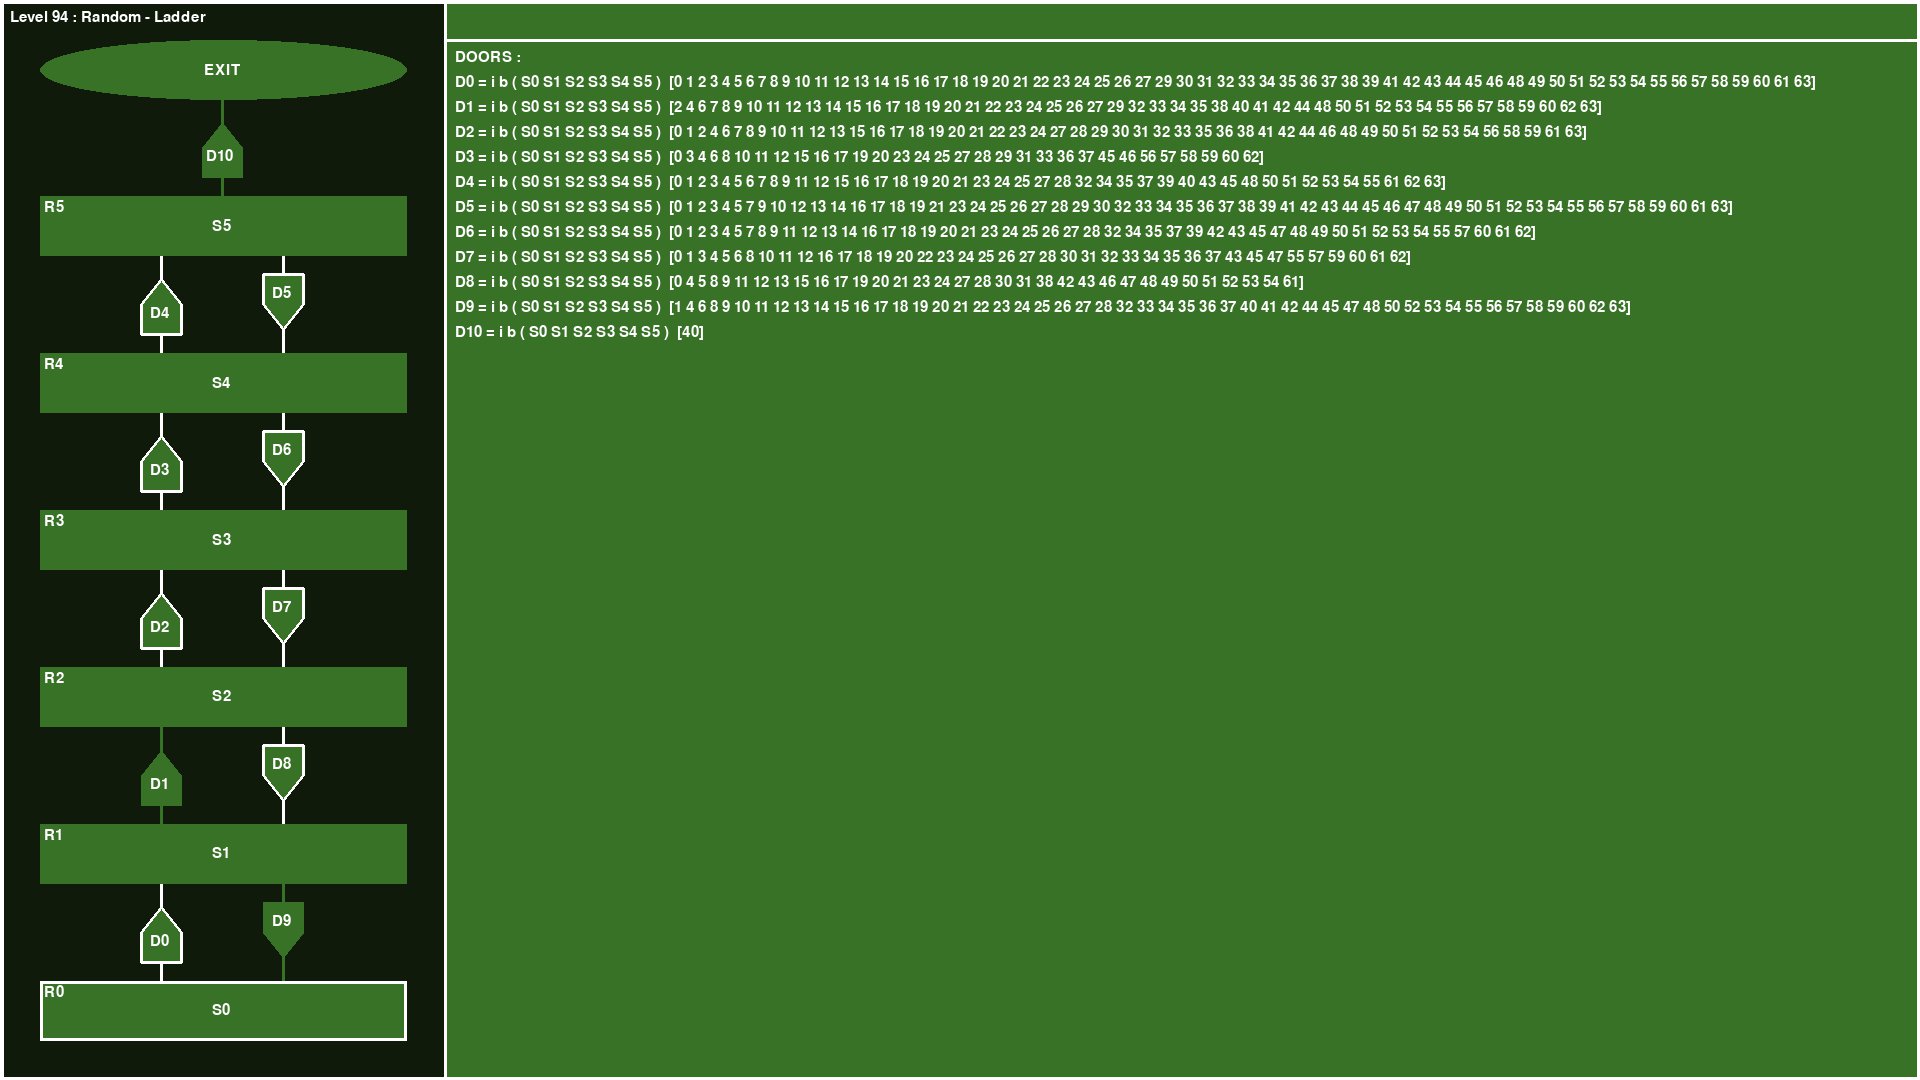 Level 94 : Random - Ladder
EXIT
D10
R5
S5
D4
D5
R4
S4
D3
D6
R3
S3
D2
D7
R2
S2
D1
D8
R1
S1
D0
D9
R0
S0
DOORS :
D0 = i b ( S0 S1 S2 S3 S4 S5 ) [0 1 2 3 4 5 6 7 8 9 10 11 12 13 14 15 16 17 18 19 20 21 22 23 24 25 26 27 29 30 31 32 33 34 35 36 37 38 39 41 42 43 44 45 46 48 49 50 51 52 53 54 55 56 57 58 59 60 61 63]
D1 = i b ( S0 S1 S2 S3 S4 S5 ) [2 4 6 7 8 9 10 11 12 13 14 15 16 17 18 19 20 21 22 23 24 25 26 27 29 32 33 34 35 38 40 41 42 44 48 50 51 52 53 54 55 56 57 58 59 60 62 63]
D2 = i b ( S0 S1 S2 S3 S4 S5 ) [0 1 2 4 6 7 8 9 10 11 12 13 15 16 17 18 19 20 21 22 23 24 27 28 29 30 31 32 33 35 36 38 41 42 44 46 48 49 50 51 52 53 54 56 58 59 61 63]
D3 = i b ( S0 S1 S2 S3 S4 S5 ) [0 3 4 6 8 10 11 12 15 16 17 19 20 23 24 25 27 28 29 31 33 36 37 45 46 56 57 58 59 60 62]
D4 = i b ( S0 S1 S2 S3 S4 S5 ) [0 1 2 3 4 5 6 7 8 9 11 12 15 16 17 18 19 20 21 23 24 25 27 28 32 34 35 37 39 40 43 45 48 50 51 52 53 54 55 61 62 63]
D5 = i b ( S0 S1 S2 S3 S4 S5 ) [0 1 2 3 4 5 7 9 10 12 13 14 16 17 18 19 21 23 24 25 26 27 28 29 30 32 33 34 35 36 37 38 39 41 42 43 44 45 46 47 48 49 50 51 52 53 54 55 56 57 58 59 60 61 63]
D6 = i b ( S0 S1 S2 S3 S4 S5 ) [0 1 2 3 4 5 7 8 9 11 12 13 14 16 17 18 19 20 21 23 24 25 26 27 28 32 34 35 37 39 42 43 45 47 48 49 50 51 52 53 54 55 57 60 61 62]
D7 = i b ( S0 S1 S2 S3 S4 S5 ) [0 1 3 4 5 6 8 10 11 12 16 17 18 19 20 22 23 24 25 26 27 28 30 31 32 33 34 35 36 37 43 45 47 55 57 59 60 61 62]
D8 = i b ( S0 S1 S2 S3 S4 S5 ) [0 4 5 8 9 11 12 13 15 16 17 19 20 21 23 24 27 28 30 31 38 42 43 46 47 48 49 50 51 52 53 54 61]
D9 = i b ( S0 S1 S2 S3 S4 S5 ) [1 4 6 8 9 10 11 12 13 14 15 16 17 18 19 20 21 22 23 24 25 26 27 28 32 33 34 35 36 37 40 41 42 44 45 47 48 50 52 53 54 55 56 57 58 59 60 62 63]
D10 = i b ( S0 S1 S2 S3 S4 S5 ) [40]